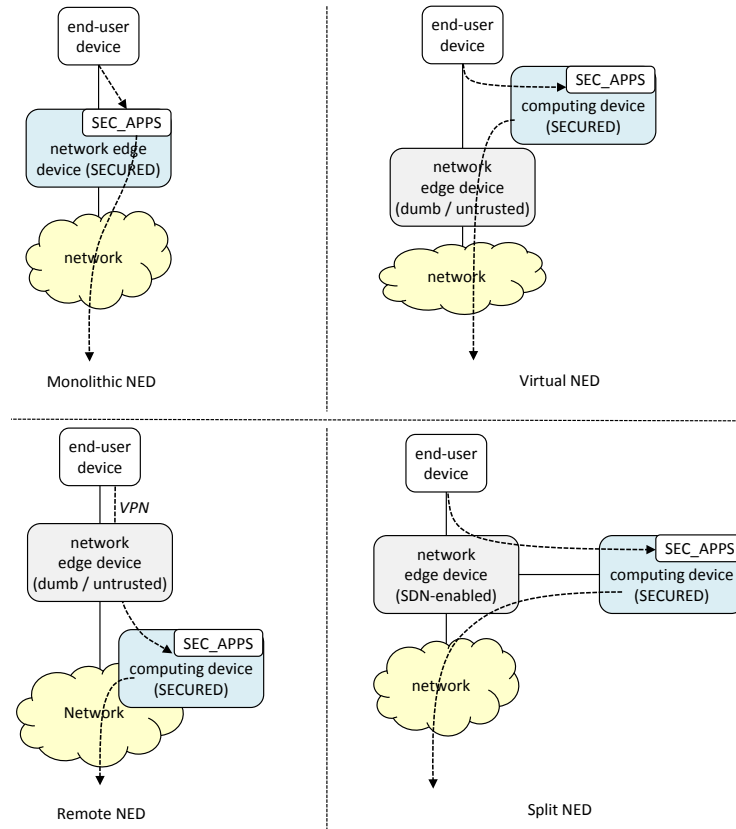 end-user
device
SEC_APPS
network edge
device (SECURED)
network
Monolithic NED
end-user
device
SEC_APPS
computing device
(SECURED)
network
edge device
(dumb / untrusted)
network
Virtual NED
end-user
device
VPN
network
edge device
(dumb / untrusted)
SEC_APPS
computing device
(SECURED)
Network
Remote NED
end-user
device
network
edge device
(SDN-enabled)
SEC_APPS
computing device
(SECURED)
network
Split NED